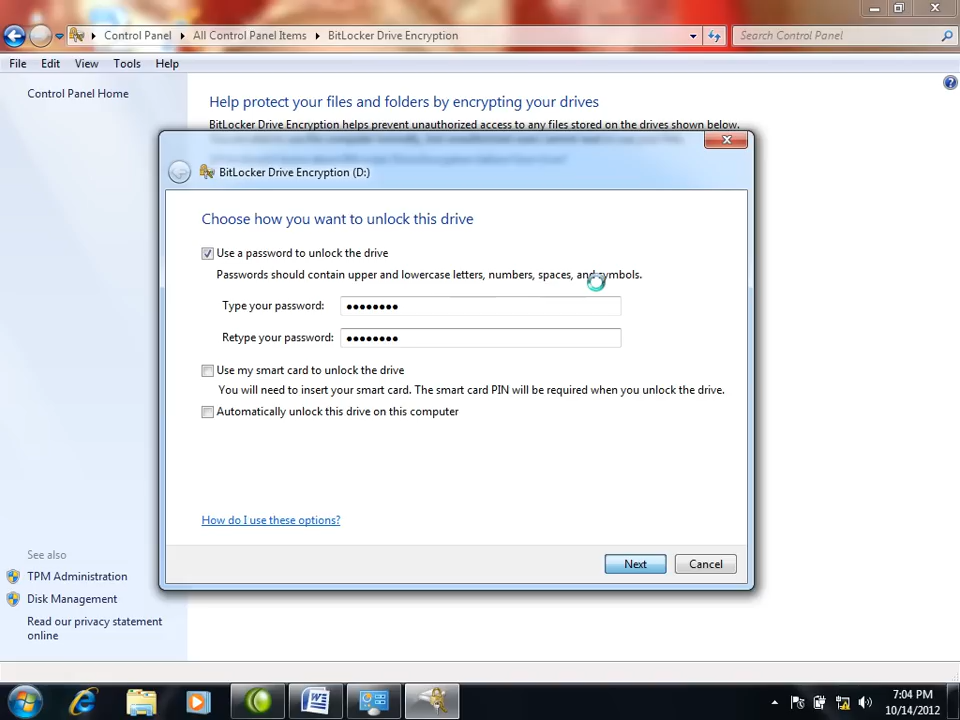 Control Panel All Control Panel Items BitLocker Drive Encryption
Search Control Panel
File Edit View Tools Help
Control Panel Home
Help protect your files and folders by encrypting your drives
BitLocker Drive Encryption helps prevent unauthorized access to any files stored on the drives shown below.
BitLocker Drive Encryption (D:)
Choose how you want to unlock this drive
Use a password to unlock the drive
Passwords should contain upper and lowercase letters, numbers, spaces, and symbols.
Type your password:
Retype your password:
Use my smart card to unlock the drive
You will need to insert your smart card. The smart card PIN will be required when you unlock the drive.
Automatically unlock this drive on this computer
How do I use these options?
Next Cancel
See also
TPM Administration
Disk Management
Read our privacy statement
online
7:04 PM
10/14/2012